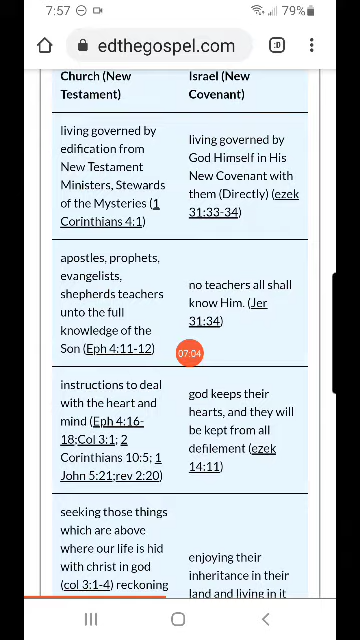 7:57
79%
edthegospel.com
:D
Church (New
Testament)
Israel (New
Covenant)
living governed by
edification from
New Testament
Ministers, Stewards
of the Mysteries (1
Corinthians 4:1)
living governed by
God Himself in His
New Covenant with
them (Directly) (ezek
31:33-34)
apostles, prophets,
evangelists,
shepherds teachers
unto the full
knowledge of the
Son (Eph 4:11-12)
no teachers all shall
know Him. (Jer
31:34)
07:04
instructions to deal
with the heart and
mind (Eph 4:16-
18;Col 3:1; 2
Corinthians 10:5; 1
John 5:21;rev 2:20)
god keeps their
hearts, and they will
be kept from all
defilement (ezek
14:11)
seeking those things
which are above
where our life is hid
with christ in god
(col 3:1-4) reckoning
enjoying their
inheritance in their
land and living in it